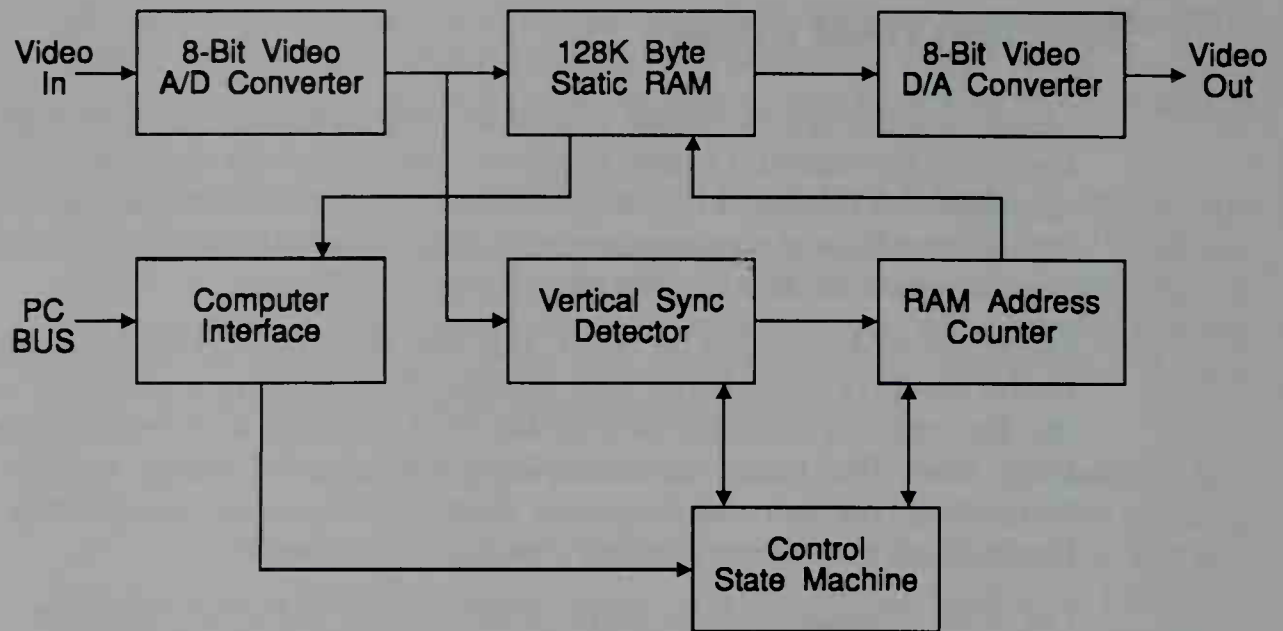 Video
In
8-Bit Video
A/D Converter
128K Byte
Static RAM
8-Bit Video
D/A Converter
Video
Out
PC
BUS
Computer
Interface
Vertical Sync
Detector
RAM Address
Counter
Control
State Machine